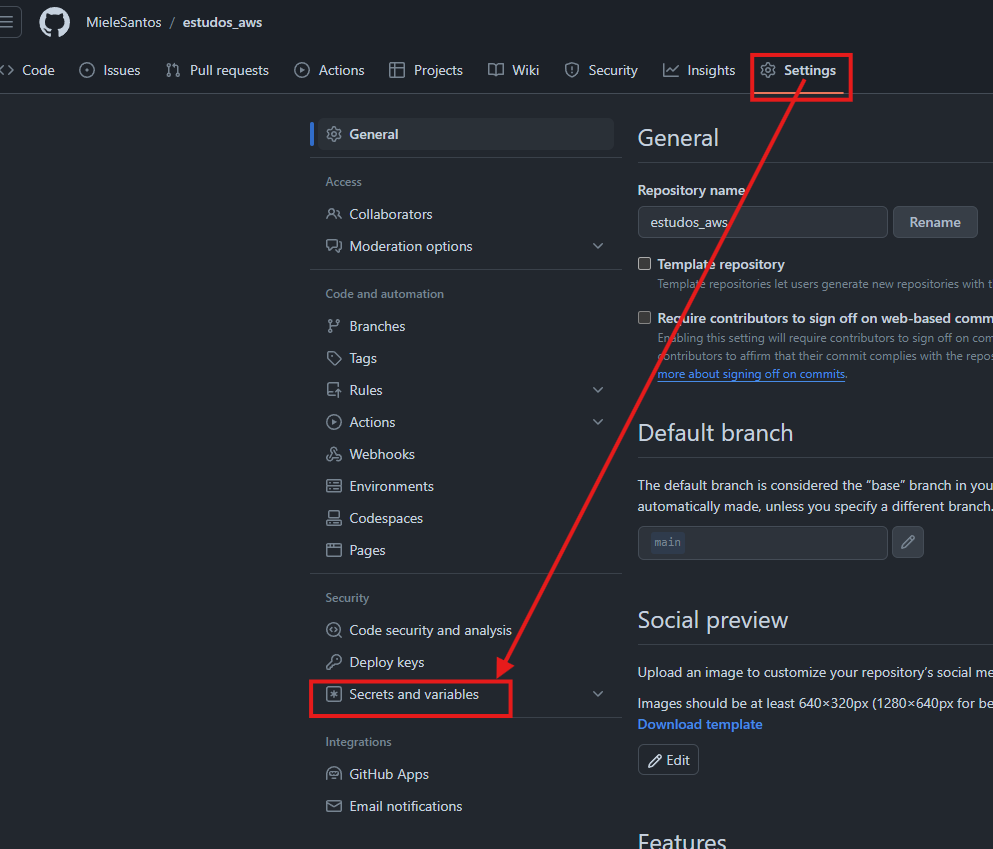 MieleSantos / estudos_aws
Code Issues Pull requests Actions Projects Wiki Security Insights Settings
General
Access
Collaborators
Moderation options
Code and automation
Branches
Tags
Rules
Actions
Webhooks
Environments
Codespaces
Pages
Security
Code security and analysis
Deploy keys
Secrets and variables
Integrations
GitHub Apps
Email notifications
General
Repository name
estudos_aws
Rename
Template repository
Template repositories let users generate new repositories with t
Require contributors to sign off on web-based comm
Enabling this setting will require contributors to sign off on com
contributors to affirm that their commit complies with the repos
more about signing off on commits.
Default branch
The default branch is considered the “base” branch in you
automatically made, unless you specify a different branch.
main
Social preview
Upload an image to customize your repository’s social me
Images should be at least 640×320px (1280×640px for be
Download template
Edit
Features